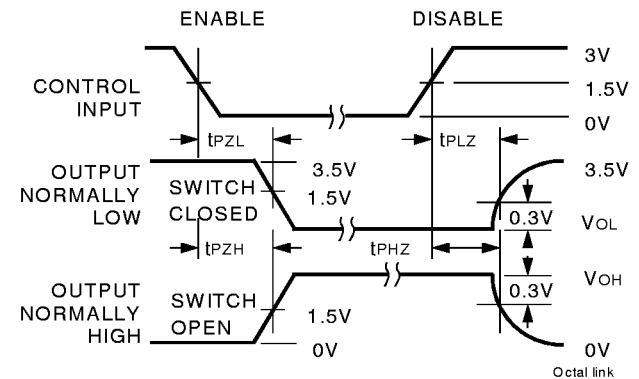 ENABLE DISABLE
3V
CONTROL
INPUT
1.5V
0V
tPZL tPLZ
OUTPUT
NORMALLY
LOW
SWITCH
CLOSED
3.5V
1.5V
3.5V
0.3V
VOL
tPZH tPHZ
OUTPUT
NORMALLY
HIGH
SWITCH
OPEN
1.5V
0V
VOH
0.3V
0V
Octal link